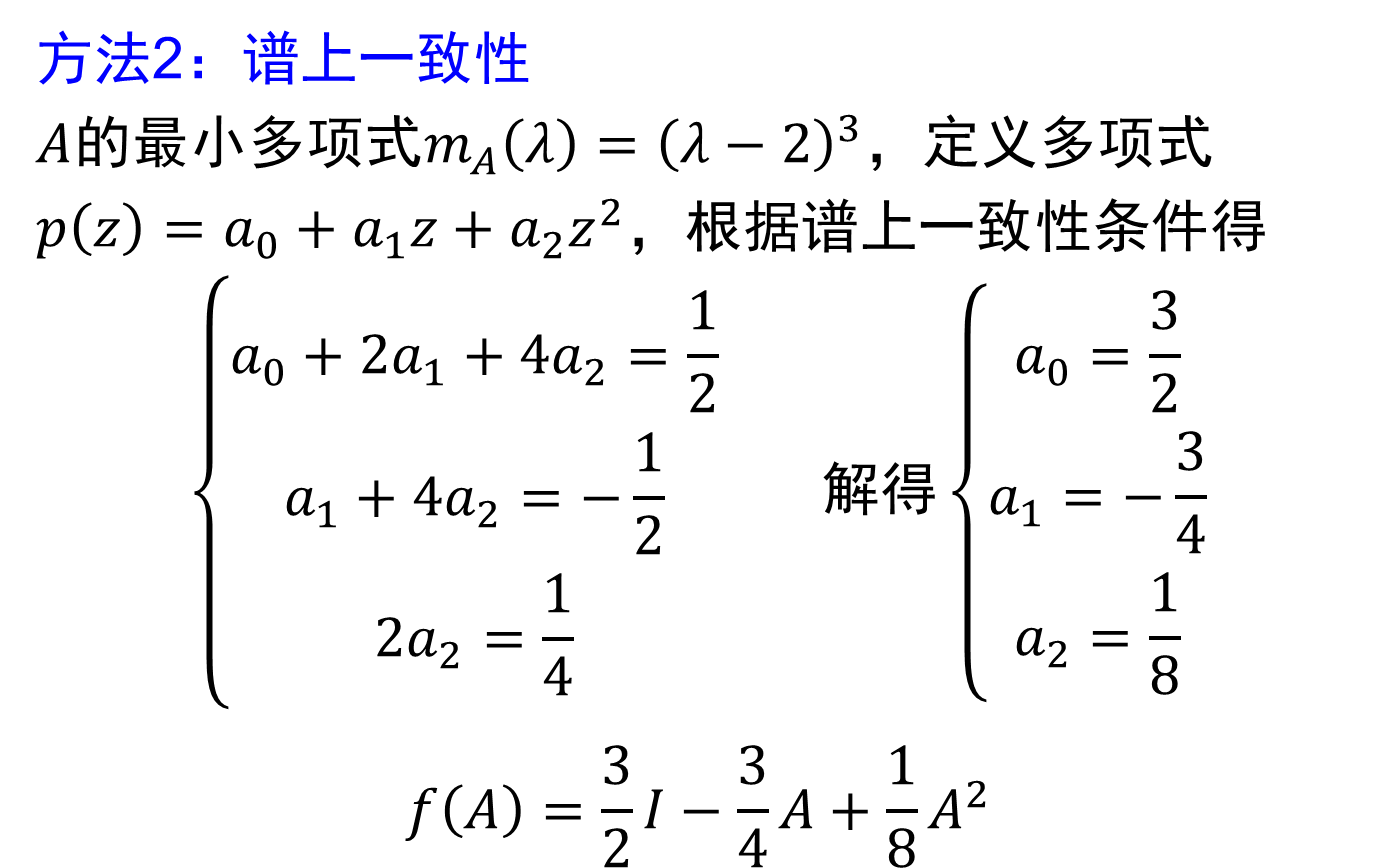 方法2：谱上一致性
A的最小多项式m_A(λ) = (λ − 2)^3，定义多项式
p(z) = a_0 + a_1z + a_2z^2，根据谱上一致性条件得
{ a_0 + 2a_1 + 4a_2 = 1/2
a_1 + 4a_2 = −1/2
2a_2 = 1/4
解得
{ a_0 = 3/2
a_1 = −3/4
a_2 = 1/8
f(A) = 3/2 I − 3/4 A + 1/8 A^2